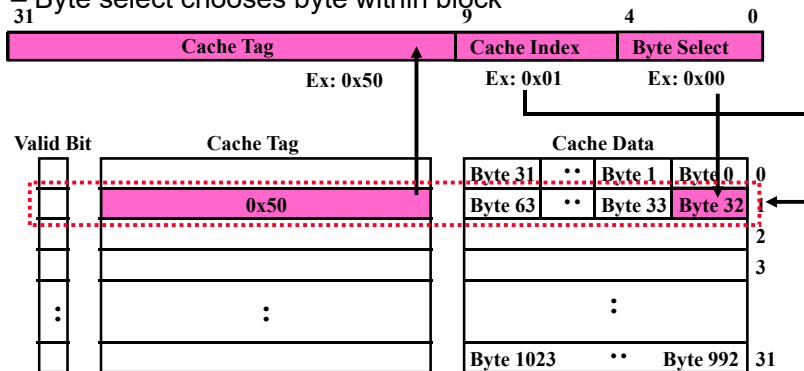 – Byte select chooses byte within block
31 9 4 0
Cache Tag Cache Index Byte Select
Ex: 0x50 Ex: 0x01 Ex: 0x00
Valid Bit Cache Tag Cache Data
Byte 31 ·· Byte 1 Byte 0 0
0x50 Byte 63 ·· Byte 33 Byte 32 1
2
3
: : :
Byte 1023 ·· Byte 992 31